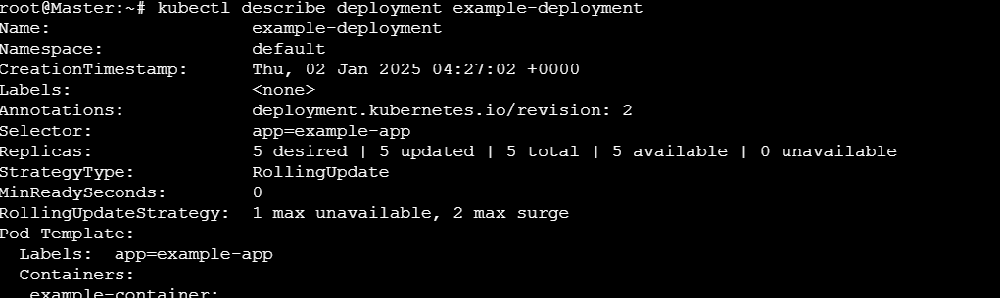 root@Master:~# kubectl describe deployment example-deployment
Name:                   example-deployment
Namespace:              default
CreationTimestamp:      Thu, 02 Jan 2025 04:27:02 +0000
Labels:                 <none>
Annotations:            deployment.kubernetes.io/revision: 2
Selector:               app=example-app
Replicas:               5 desired | 5 updated | 5 total | 5 available | 0 unavailable
StrategyType:           RollingUpdate
MinReadySeconds:        0
RollingUpdateStrategy:  1 max unavailable, 2 max surge
Pod Template:
  Labels:  app=example-app
  Containers:
   example-container: